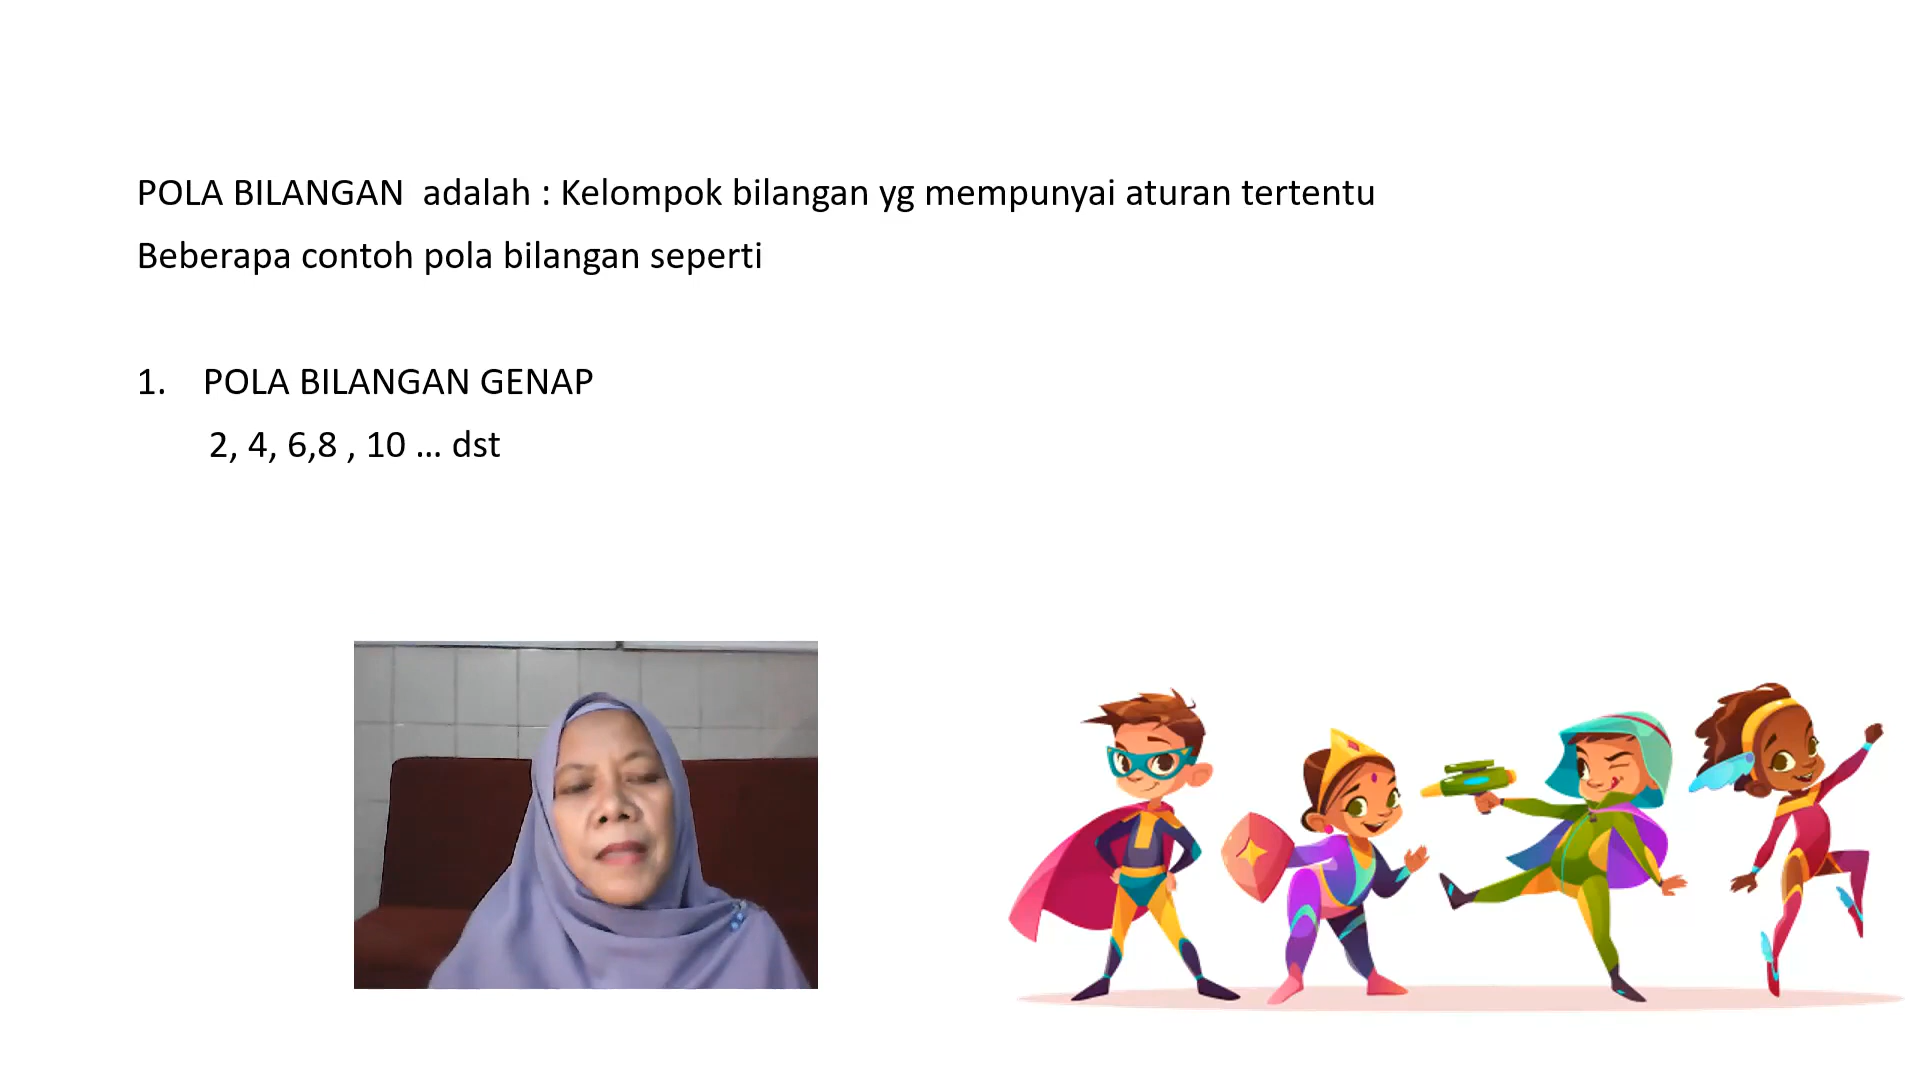 POLA BILANGAN  adalah : Kelompok bilangan yg mempunyai aturan tertentu
Beberapa contoh pola bilangan seperti
1. POLA BILANGAN GENAP
2, 4, 6,8 , 10 ... dst